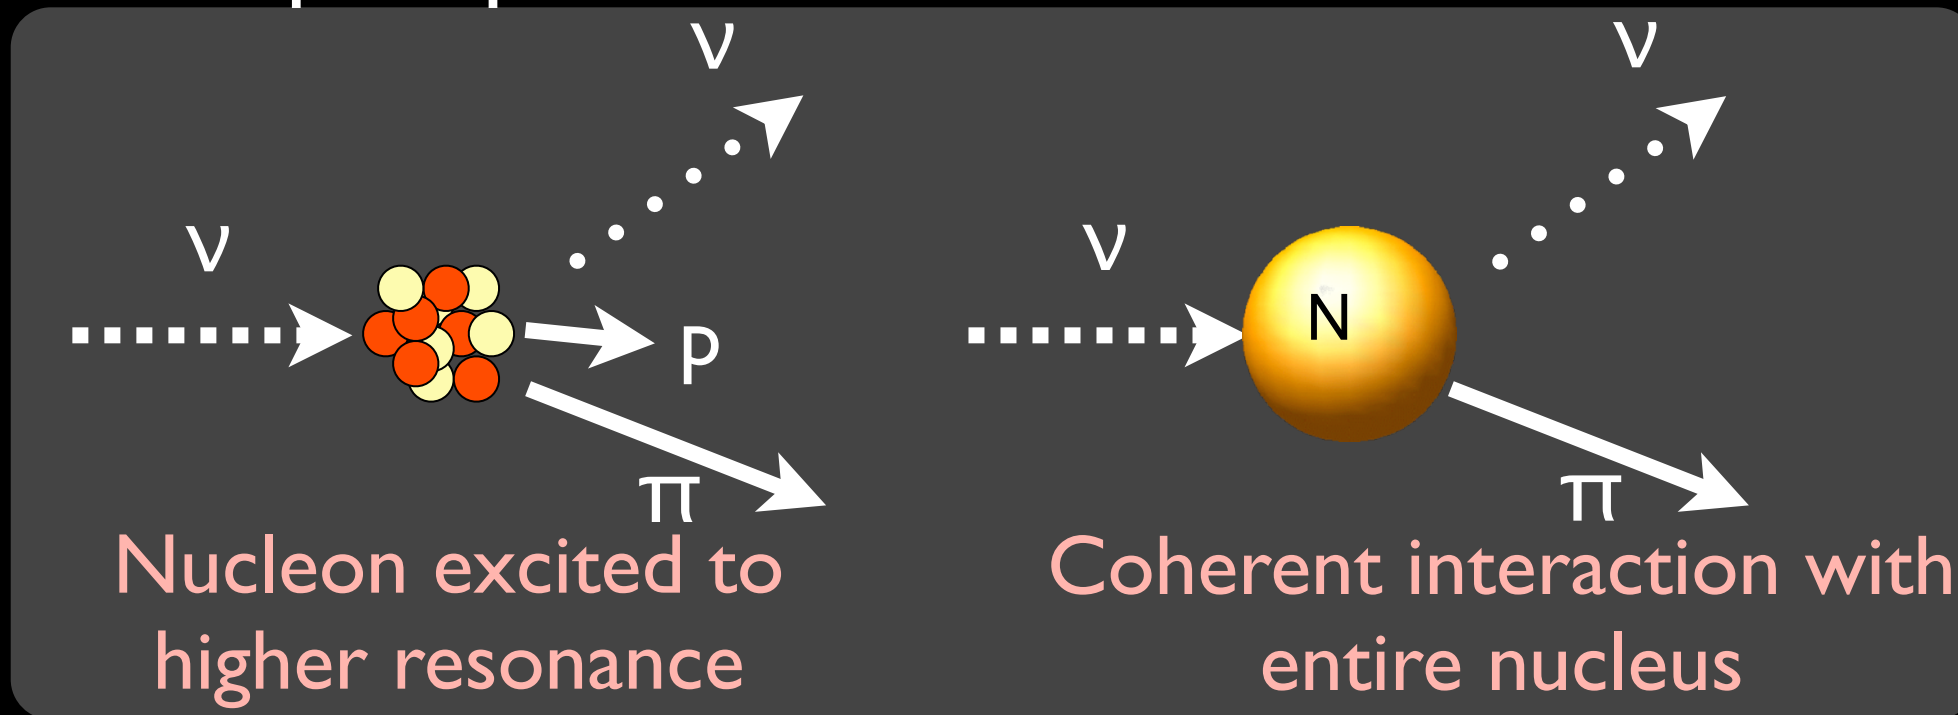 ν
ν
ν
ν
N
p
π
π
Nucleon excited to
higher resonance
Coherent interaction with
entire nucleus